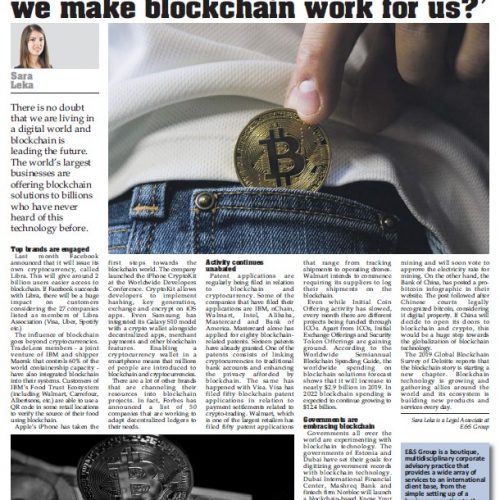 we make blockchain work for us?'
Sara
Leka
There is no doubt
that we are living in
a digital world and
blockchain is
leading the future.
The world's largest
businesses are
offering blockchain
solutions to billions
who have never
heard of this
technology before.
Top brands are engaged
Last month Facebook
announced that it will issue its
own cryptocurrency, called
Libra. This will give around 2
billion users easier access to
blockchain. If Facebook succeeds
with Libra, there will be a huge
impact on customers
considering the 27 companies
listed as members of Libra
Association (Visa, Uber, Spotify
etc.)
The influence of blockchain
goes beyond cryptocurrencies.
TradeLens members - a joint
venture of IBM and shipper
Maersk that controls 60% of the
world containership capacity -
have also integrated blockchain
into their systems. Customers of
IBM's Food Trust Ecosystem
(including Walmart, Carrefour,
Albertsons, etc.) are able to use a
QR code in some retail locations
to verify the source of their food
using blockchain.
Apple's iPhone has taken the
first steps towards the
blockchain world. The company
launched the iPhone CryptoKit
at the Worldwide Developers
Conference. CryptoKit allows
developers to implement
hashing, key generation,
exchange and encrypt on iOS
apps. Even Samsung has
integrated its Galaxy S10 model
with a crypto wallet alongside
decentralized apps, merchant
payments and other blockchain
features. Enabling a
cryptocurrency wallet in a
smartphone means that millions
of people are introduced to
blockchain and cryptocurrencies.
There are a lot of other brands
that are channeling their
resources into blockchain
projects. In fact, Forbes has
announced a list of 50
companies that are working to
adapt decentralized ledgers to
their needs.
Activity continues
unabated
Patent applications are
regularly being filed in relation
to blockchain and
cryptocurrency. Some of the
companies that have filed their
applications are IBM, nChain,
Walmart, Intel, Alibaba,
Mastercard and Bank of
America. Mastercard alone has
applied for eighty blockchain-
related patents. Sixteen patents
have already granted. One of the
patents consists of linking
cryptocurrencies to traditional
bank accounts and enhancing
the privacy afforded by
blockchain. The same has
happened with Visa. Visa has
filed fifty blockchain patents in
relation to payment
settlements related to
crypto-trading. Walmart, which
is one of the largest retailers has
filed fifty patent applications
that range from tracking
shipments to operating drones.
Walmart intends to commence
requiring its suppliers to log
their shipments on the
blockchain.
Even while Initial Coin
Offering activity has slowed,
every month there are different
projects being funded through
ICOs. Apart from ICOs, Initial
Exchange Offerings and Security
Token Offerings are gaining
ground. According to the
Worldwide Semiannual
Blockchain Spending Guide, the
worldwide spending on
blockchain solutions forecast
shows that it will increase to
nearly $2.9 billion in 2019. In
2022 blockchain spending is
expected to continue growing to
$12.4 billion.
Governments are
embracing blockchain
Governments all over the
world are experimenting with
blockchain technology. The
governments of Estonia and
Dubai have set their goals for
digitizing government records
with blockchain technology.
Dubai International Financial
Center, Mashreq Bank and
fintech firm Norbloc will launch
mining and will soon vote to
approve the electricity rate for
mining. On the other hand, the
Bank of China, has posted a pro-
bitcoin infographic in their
website. The post followed after
Chinese courts legally
recognized bitcoin, considering
it digital property. If China will
decide to open its doors to
blockchain and crypto, this
would be a huge step towards
the globalization of blockchain
technology.
The 2019 Global Blockchain
Survey of Deloitte reports that
the blockchain story is starting a
new chapter. Blockchain
technology is growing and
gather allies around the
world and its ecosystem is
building new products and
services every day.
Sara Leka is a Legal Associate at
E&S Group
E&S Group is a boutique,
multidisciplinary corporate
advisory practice that
provides a wide array of
services to an international
client base, from the
simple setting up of a